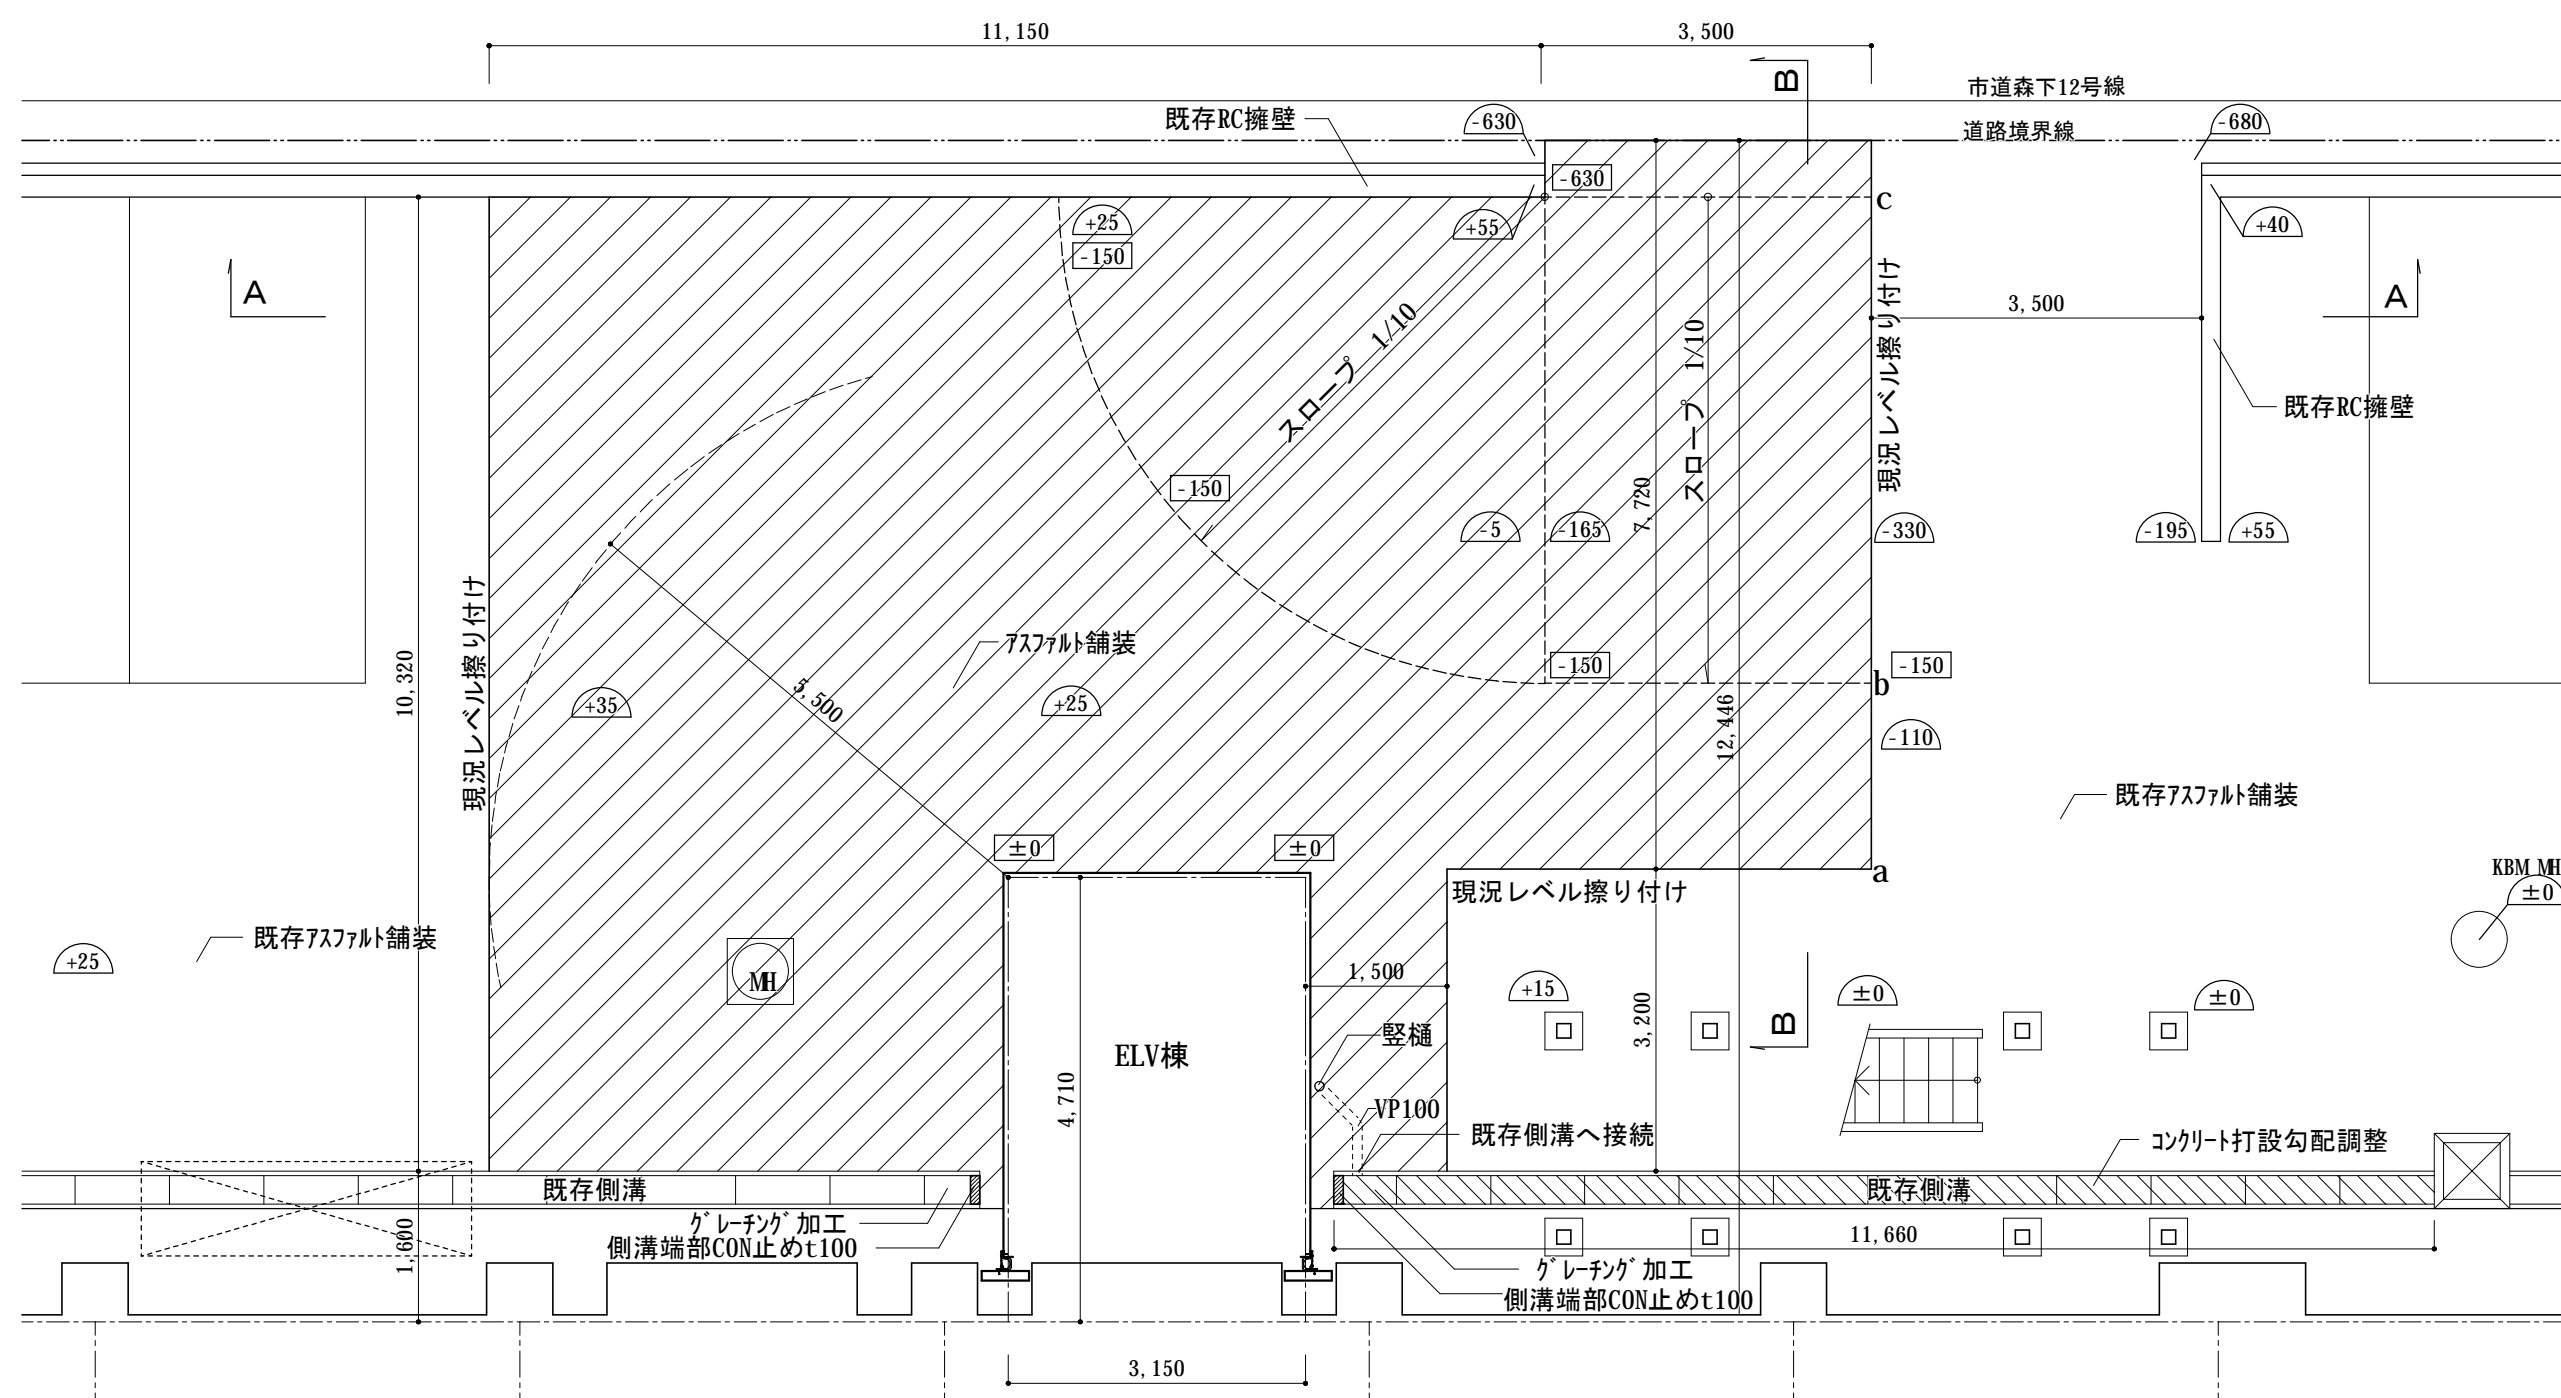 11,150
3,500
B
市道森下12号線
既存RC擁壁
-630
道路境界線
-680
-630
c
+25
+55
+40
-150
A
A
3,500
現況レベル擦り付け
スロープ 1/10
スロープ 1/10
既存RC擁壁
-150
7,720
-5
-165
-330
-195
+55
現況レベル擦り付け
10,320
アスファルト舗装
-150
-150
b
5,500
+35
+25
12,446
-110
既存アスファルト舗装
±0
±0
a
KBM MH
±0
現況レベル擦り付け
既存アスファルト舗装
+25
MH
1,500
+15
±0
±0
3,200
B
竪樋
ELV棟
4,710
VP100
既存側溝へ接続
コンクリート打設勾配調整
既存側溝
既存側溝
グレーチング加工
側溝端部CON止めt100
1,600
11,660
グレーチング加工
側溝端部CON止めt100
3,150